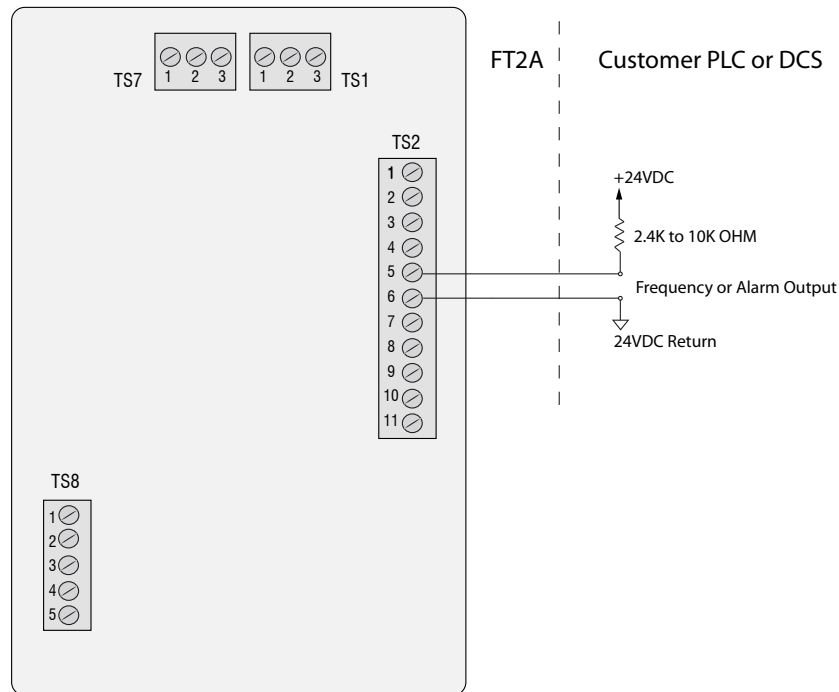 FT2A
Customer PLC or DCS
TS7
1 2 3
1 2 3
TS1
TS2
1
2
3
4
5
6
7
8
9
10
11
+24VDC
2.4K to 10K OHM
Frequency or Alarm Output
24VDC Return
TS8
1
2
3
4
5